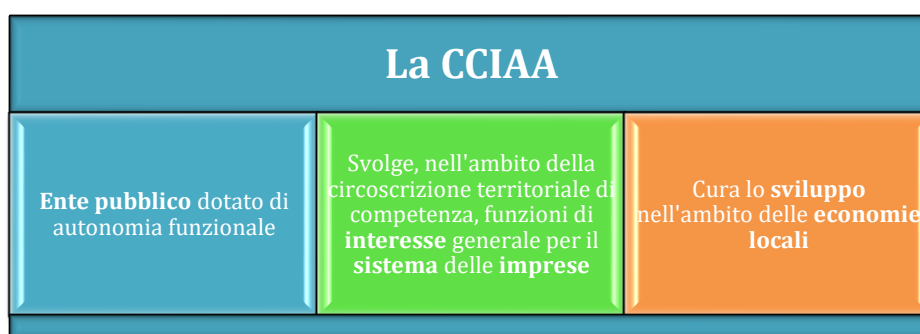 La CCIAA
Ente pubblico dotato di
autonomia funzionale
Svolge, nell'ambito della
circoscrizione territoriale di
competenza, funzioni di
interesse generale per il
sistema delle imprese
Cura lo sviluppo
nell'ambito delle economie
locali